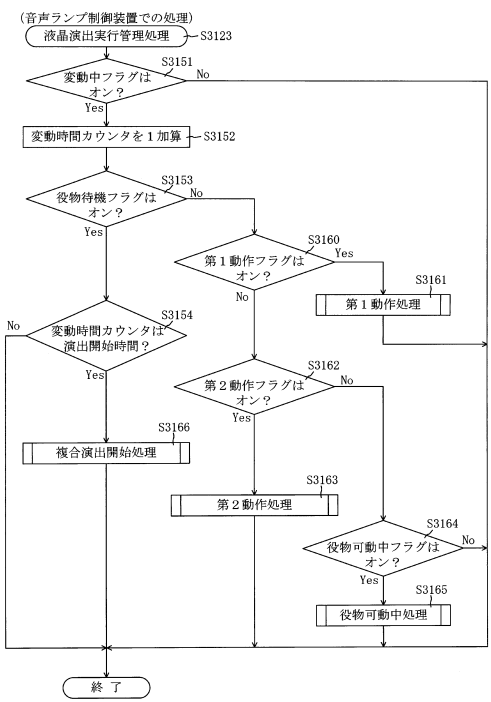 (音声ランプ制御装置での処理)
液晶演出実行管理処理
S3123
変動中フラグは
オン？
S3151
No
Yes
変動時間カウンタを１加算
S3152
役物待機フラグは
オン？
S3153
No
Yes
第１動作フラグは
オン？
S3160
Yes
No
第１動作処理
S3161
変動時間カウンタは
演出開始時間？
S3154
No
Yes
第２動作フラグは
オン？
S3162
No
Yes
複合演出開始処理
S3166
第２動作処理
S3163
役物可動中フラグは
オン？
S3164
No
Yes
役物可動中処理
S3165
終了